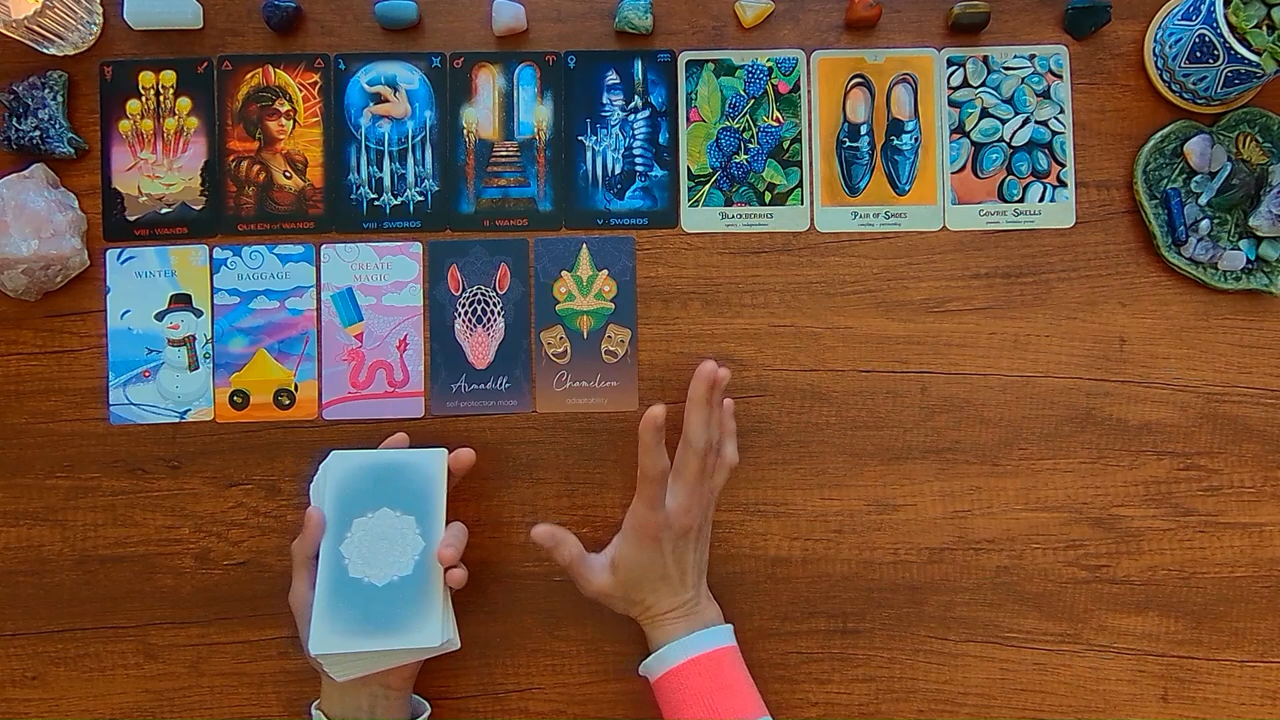 VIII · WANDS
QUEEN of WANDS
VIII · SWORDS
II · WANDS
V · SWORDS
BLACKBERRIES
PAIR OF SHOES
2
COWRIE SHELLS
WINTER
BAGGAGE
CREATE
MAGIC
Armadillo
self-protection mode
Chameleon
adaptability